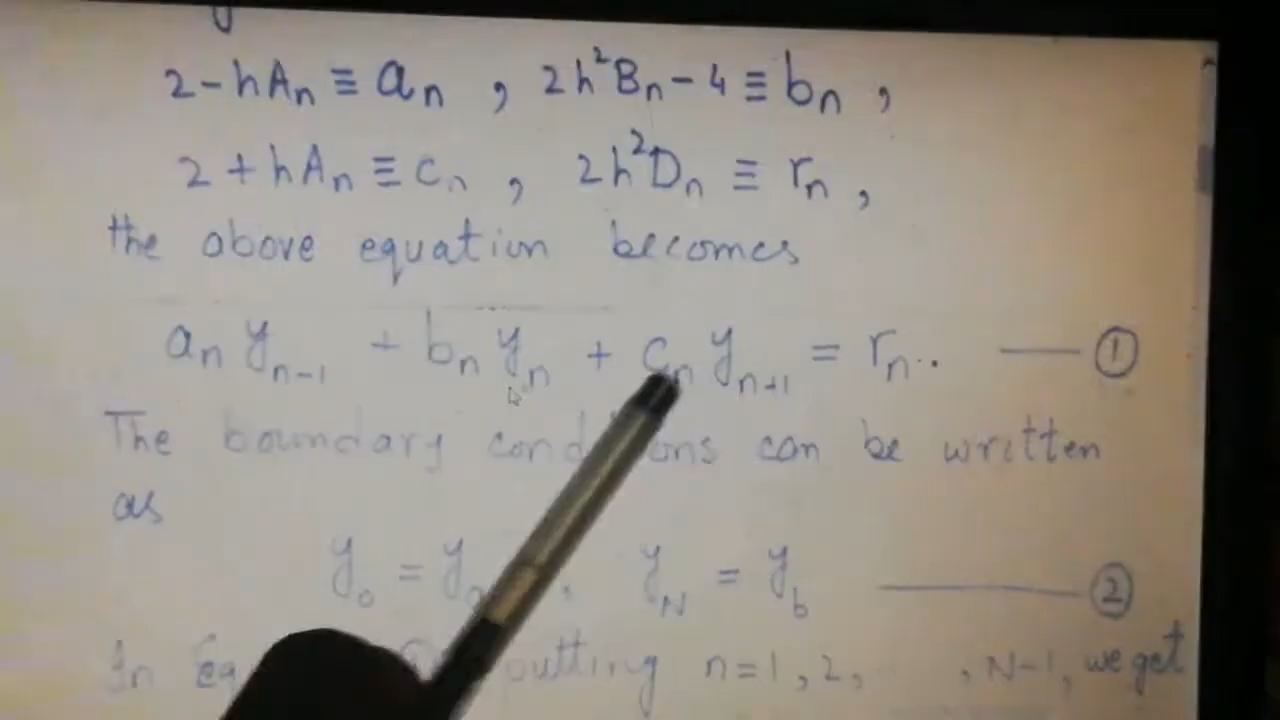 2 - hAₙ ≡ aₙ , 2h²Bₙ - 4 ≡ bₙ ,
2 + hAₙ ≡ cₙ , 2h²Dₙ ≡ rₙ ,
the above equation becomes
aₙ yₙ₋₁ + bₙ yₙ + cₙ yₙ₊₁ = rₙ .. —— ①
The boundary conditions can be written
as
y₀ = yₐ , y_N = y_b —— ②
In putting n=1, 2, , N-1, we get